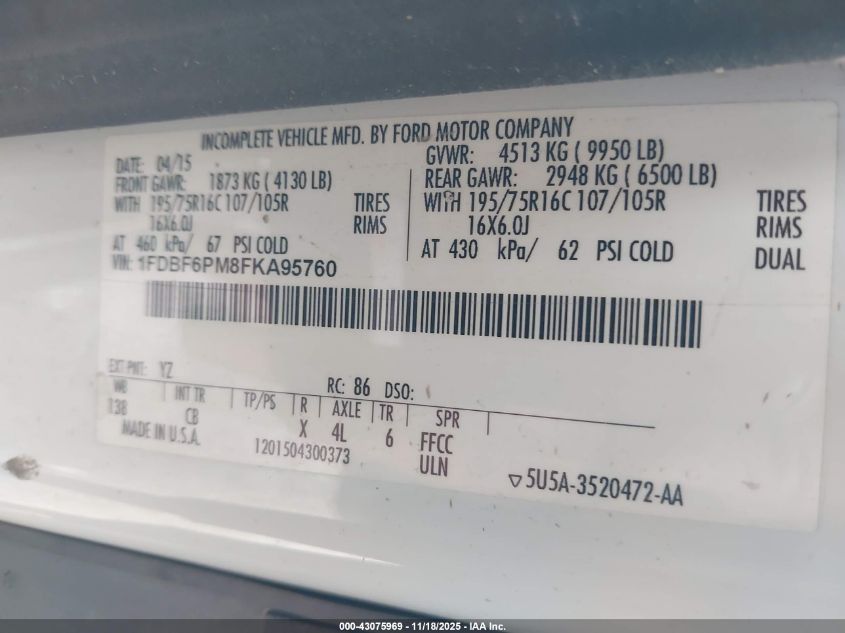 INCOMPLETE VEHICLE MFD. BY FORD MOTOR COMPANY
DATE: 04/15 GVWR: 4513 KG ( 9950 LB)
FRONT GAWR: 1873 KG ( 4130 LB) REAR GAWR: 2948 KG ( 6500 LB)
WITH 195/75R16C 107/105R TIRES WITH 195/75R16C 107/105R TIRES
16X6.0J RIMS 16X6.0J RIMS
AT 460 kPa/ 67 PSI COLD AT 430 kPa/ 62 PSI COLD DUAL
VIN: 1FDBF6PM8FKA95760
EXT PNT: YZ RC: 86 DSO:
WB INT TR TP/PS R AXLE TR SPR
138 CB X 4L 6 FFCC
MADE IN U.S.A. 1201504300373 ULN
5U5A-3520472-AA
000-43075969 - 11/18/2025 - IAA Inc.